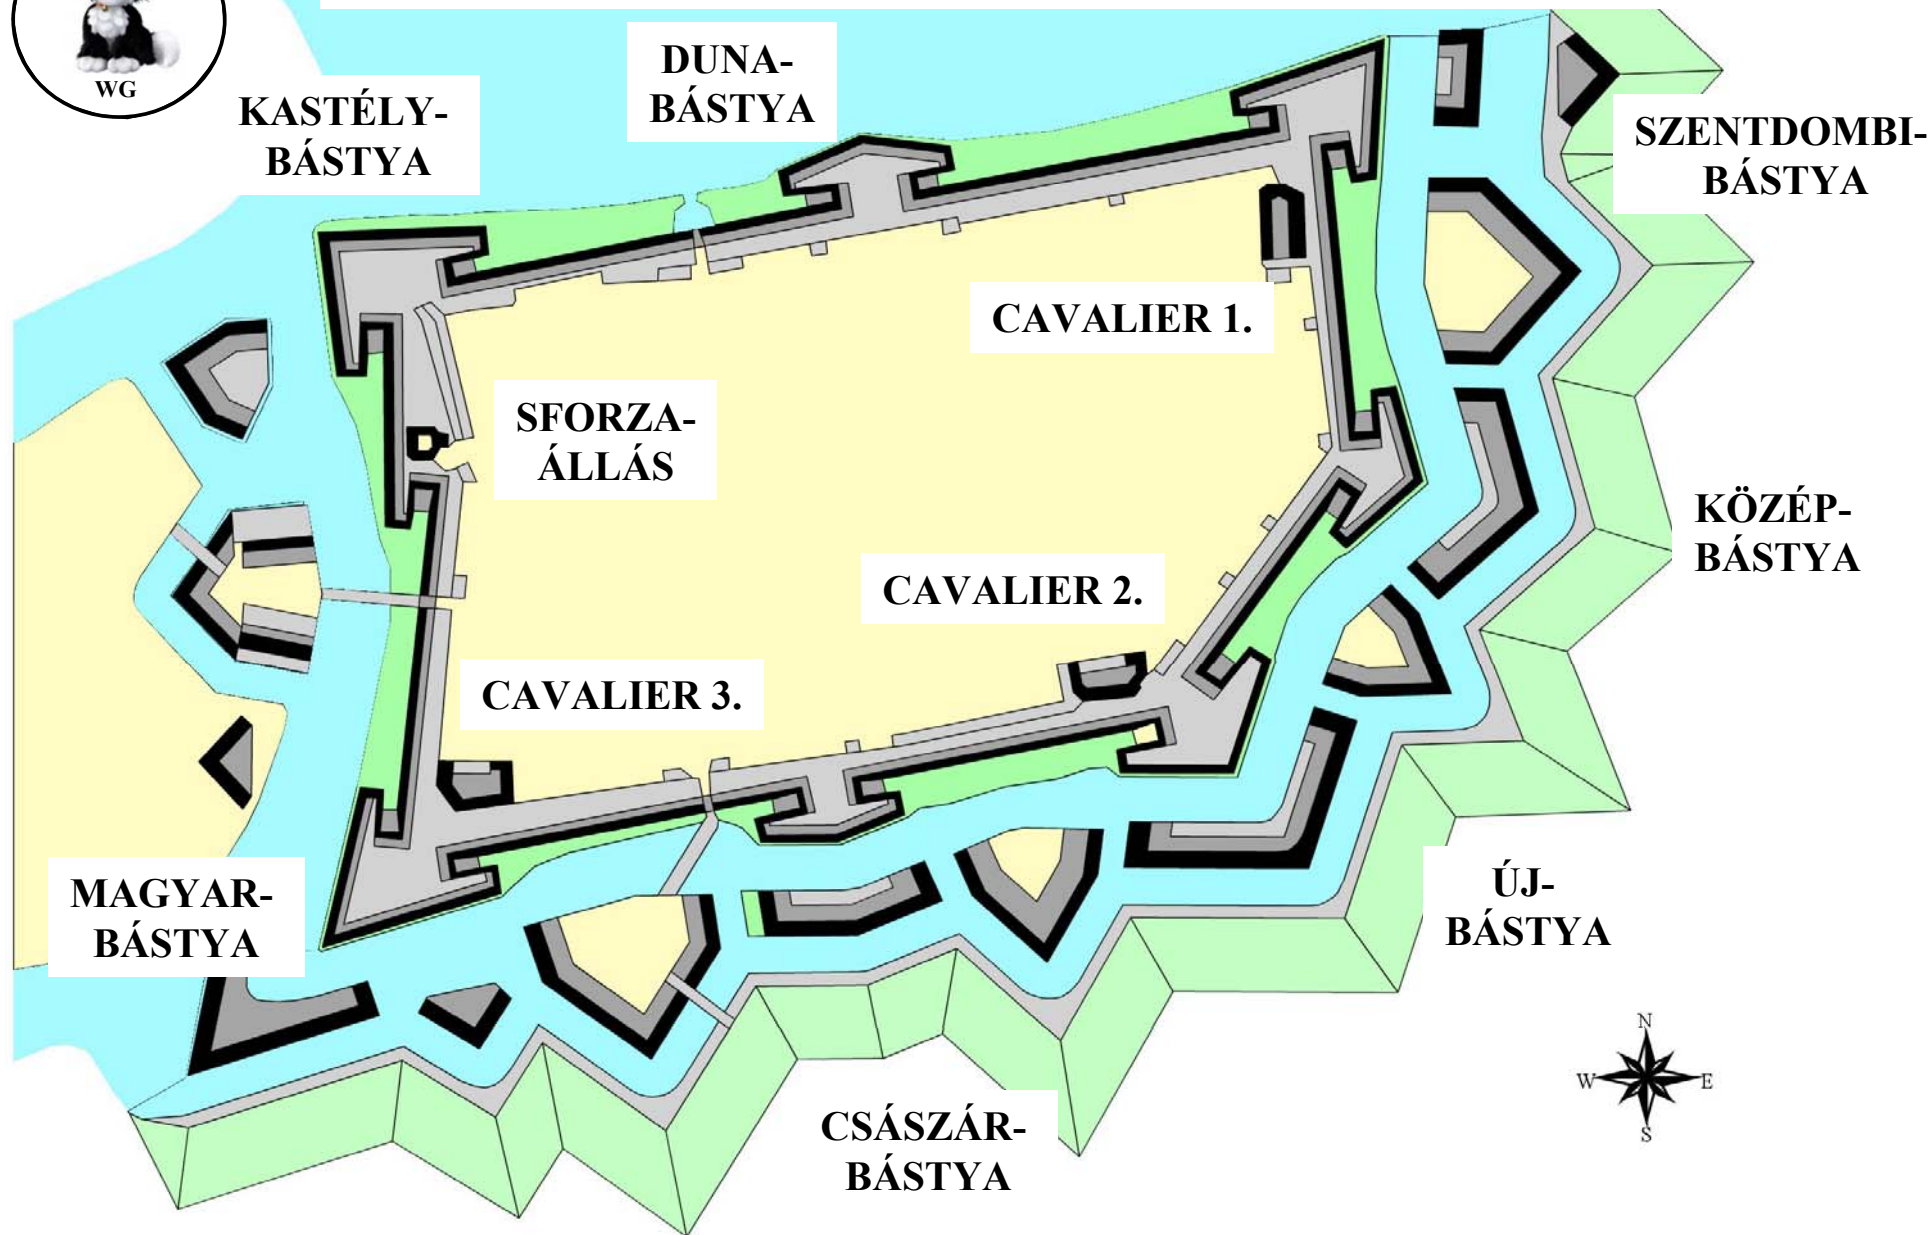 WG
DUNA-
BÁSTYA
KASTÉLY-
BÁSTYA
SZENTDOMBI-
BÁSTYA
CAVALIER 1.
SFORZA-
ÁLLÁS
KÖZÉP-
BÁSTYA
CAVALIER 2.
CAVALIER 3.
MAGYAR-
BÁSTYA
ÚJ-
BÁSTYA
CSÁSZÁR-
BÁSTYA
N
W E
S